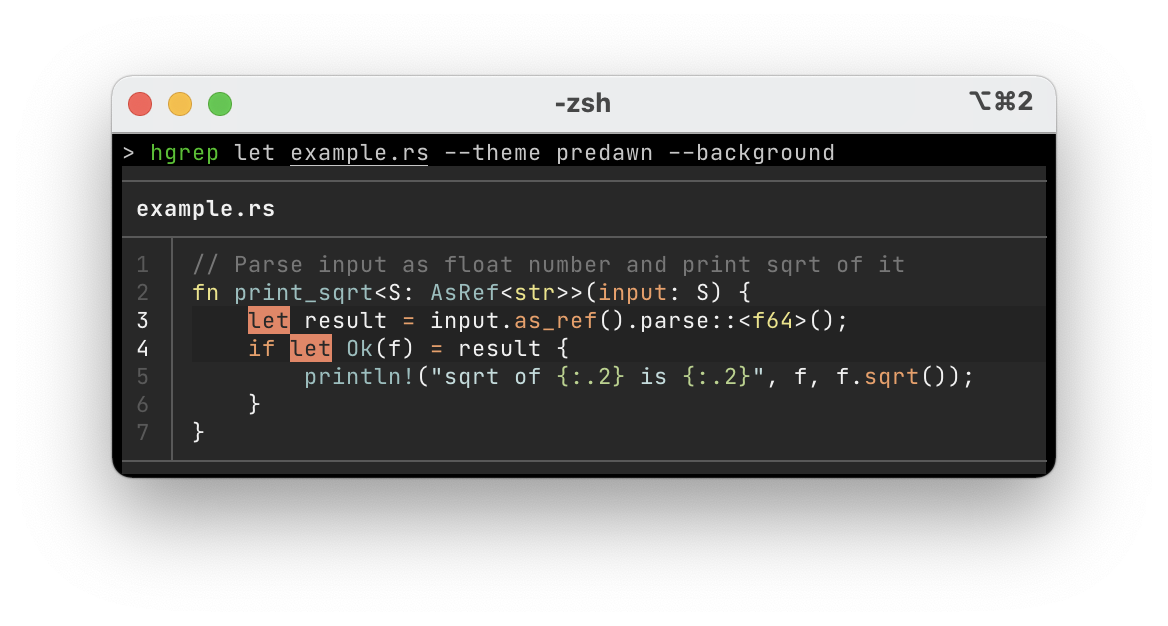 -zsh ⌥⌘2
> hgrep let example.rs --theme predawn --background
example.rs
1 // Parse input as float number and print sqrt of it
2 fn print_sqrt<S: AsRef<str>>(input: S) {
3     let result = input.as_ref().parse::<f64>();
4     if let Ok(f) = result {
5         println!("sqrt of {:.2} is {:.2}", f, f.sqrt());
6     }
7 }